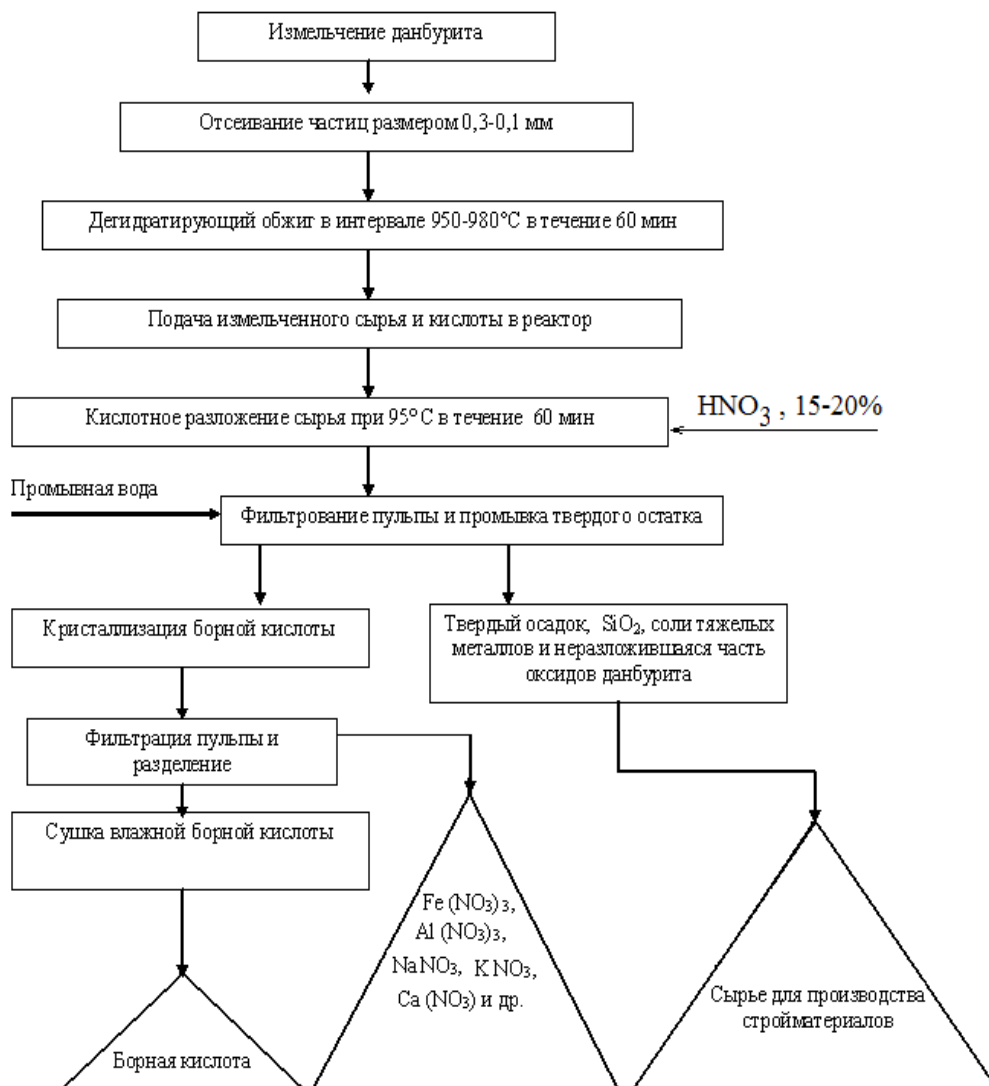 Измельчение данбурита
Отсеивание частиц размером 0,3-0,1 мм
Дегидратирующий обжиг в интервале 950-980°С в течение 60 мин
Подача измельченного сырья и кислоты в реактор
Кислотное разложение сырья при 95°С в течение 60 мин
HNO3 , 15-20%
Промывная вода
Фильтрование пульпы и промывка твердого остатка
Кристаллизация борной кислоты
Твердый осадок, SiO2, соли тяжелых
металлов и неразложившаяся часть
оксидов данбурита
Фильтрация пульпы и
разделение
Сушка влажной борной кислоты
Fe (NO3) 3,
Al (NO3)3,
NaNO3, KNO3,
Ca (NO3) и др.
Сырье для производства
стройматериалов
Борная кислота